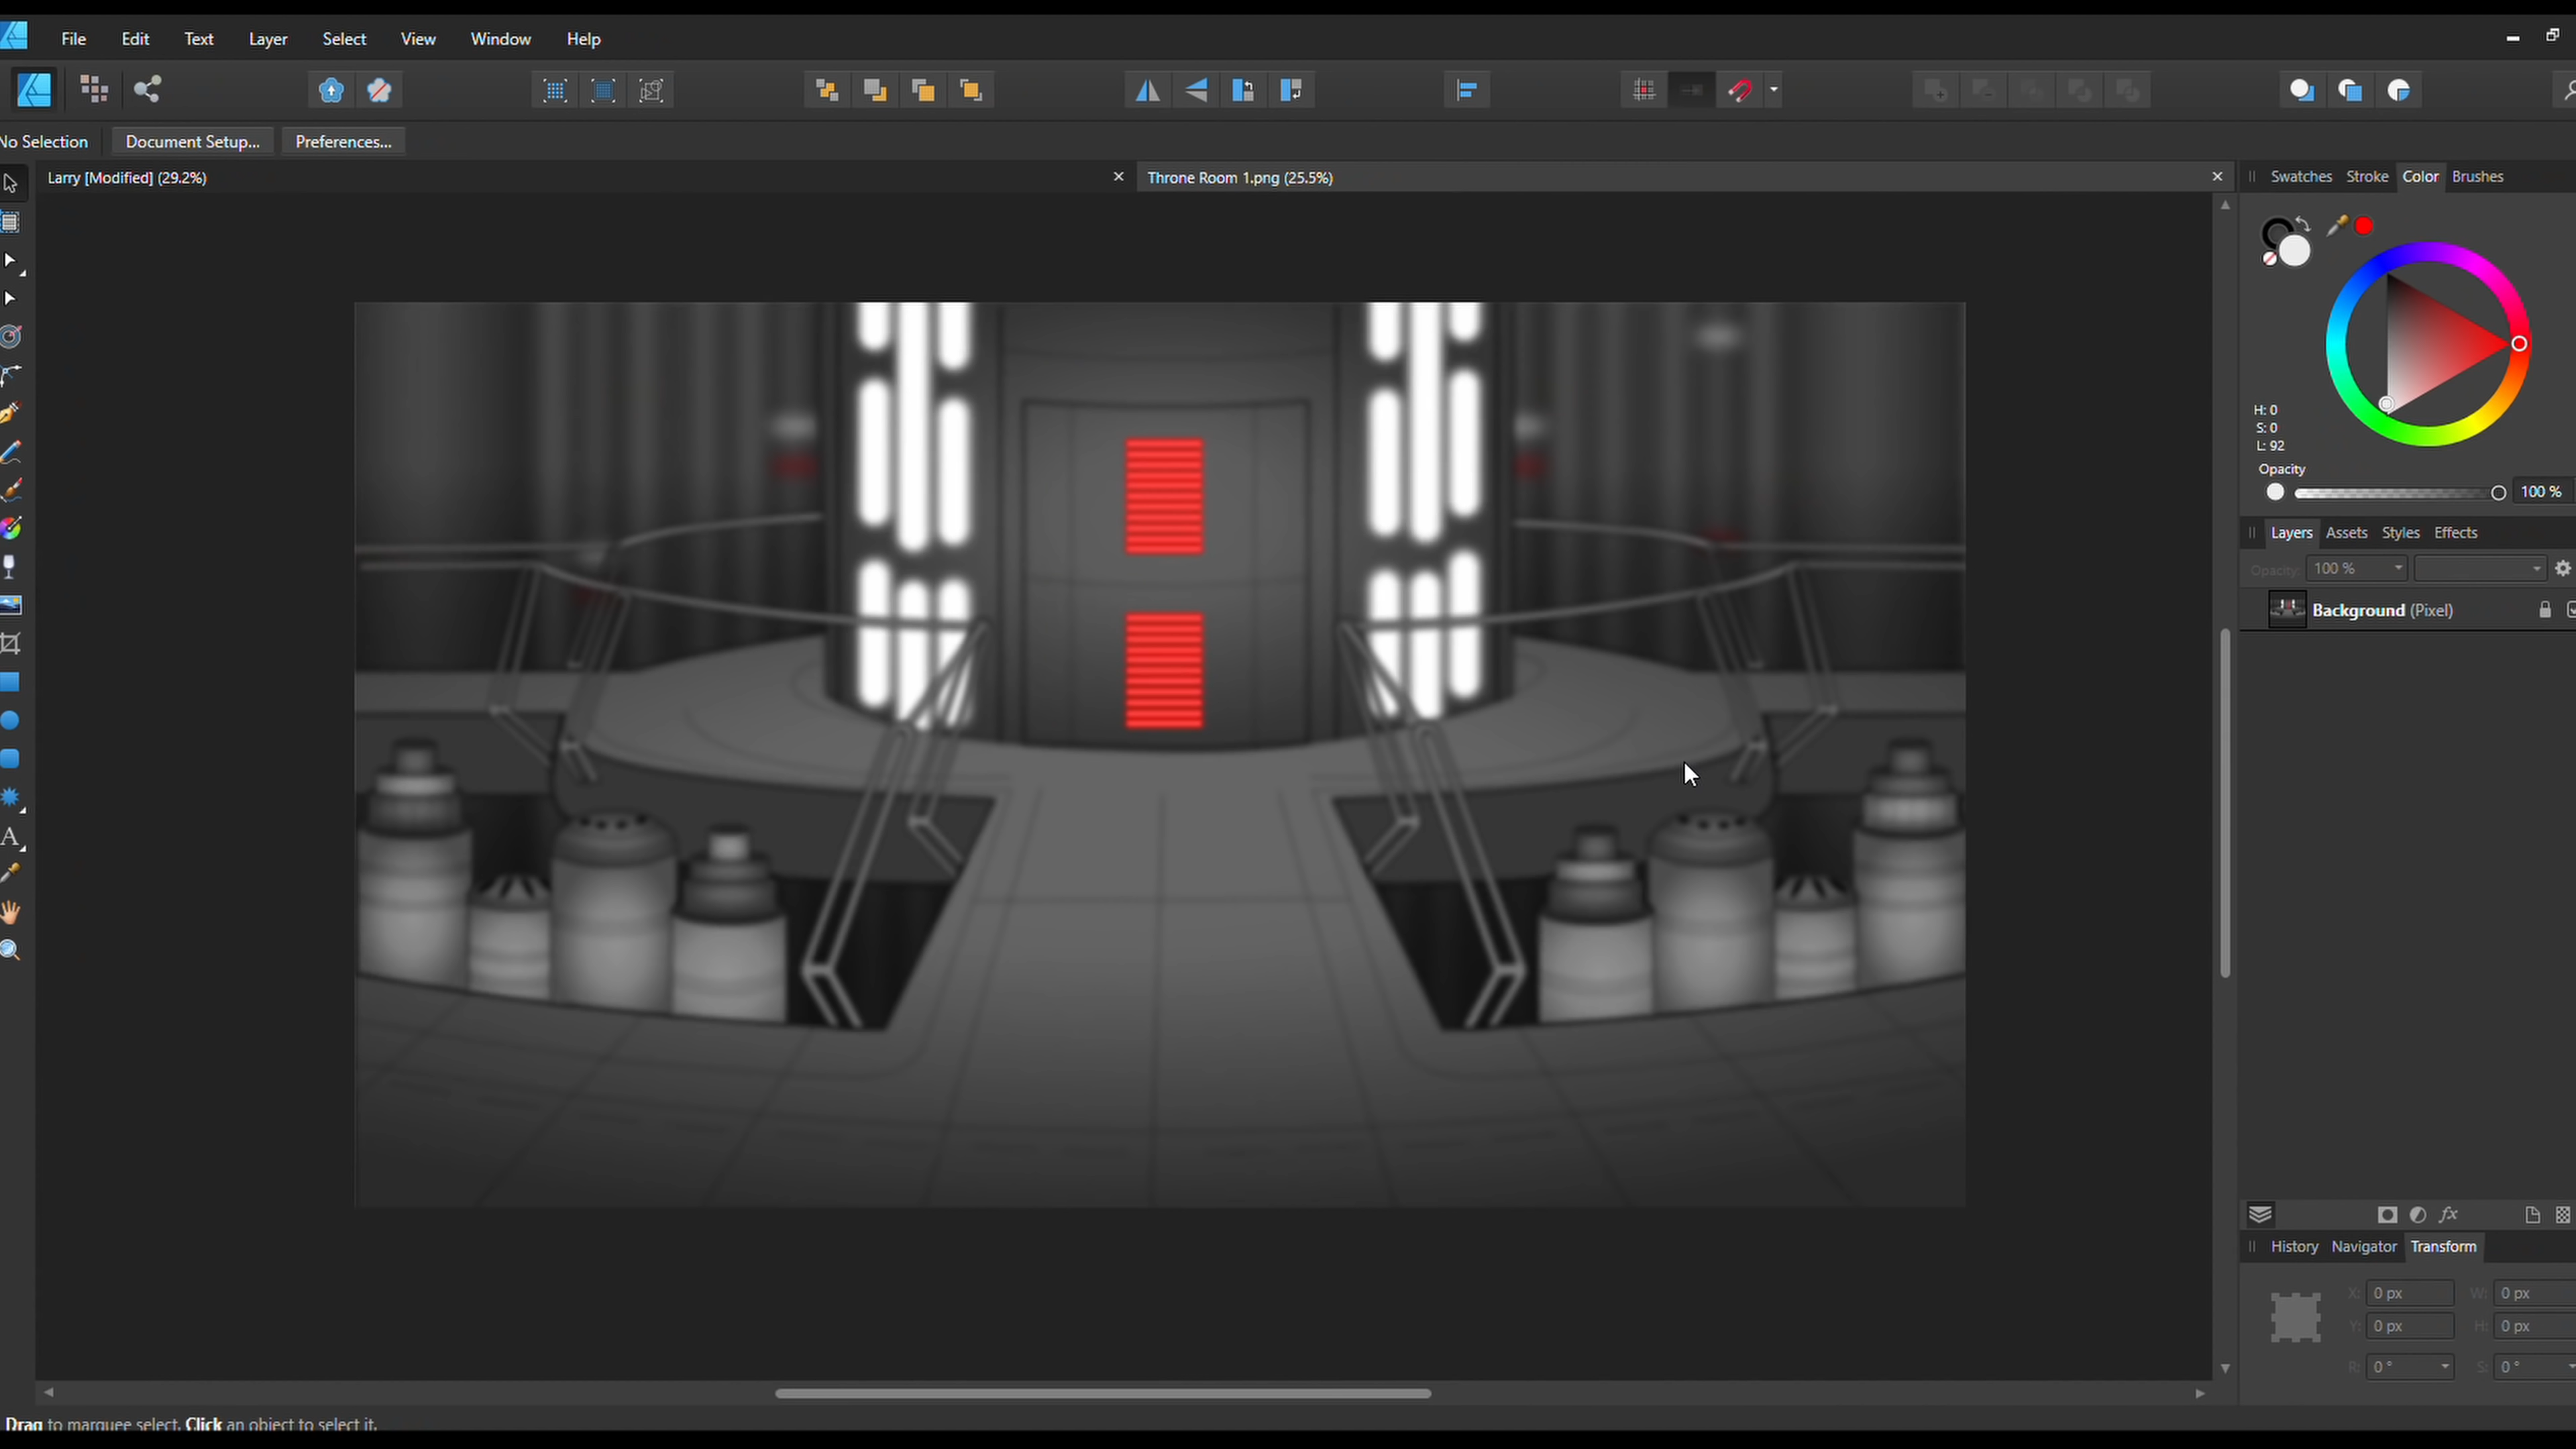 File Edit Text Layer Select View Window Help
No Selection Document Setup... Preferences...
Larry [Modified] (29.2%) Throne Room 1.png (25.5%)
Swatches Stroke Color Brushes
H: 0
S: 0
L: 92
Opacity
100 %
Layers Assets Styles Effects
Opacity: 100 %
Background (Pixel)
fx
History Navigator Transform
X: 0 px W: 0 px
Y: 0 px H: 0 px
R: 0 ° S: 0 °
Drag to marquee select. Click an object to select it.